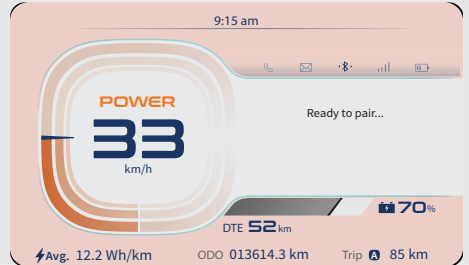 9:15 am
POWER
33
km/h
Ready to pair...
70%
DTE 52 km
Avg. 12.2 Wh/km
ODO 013614.3 km
Trip A 85 km